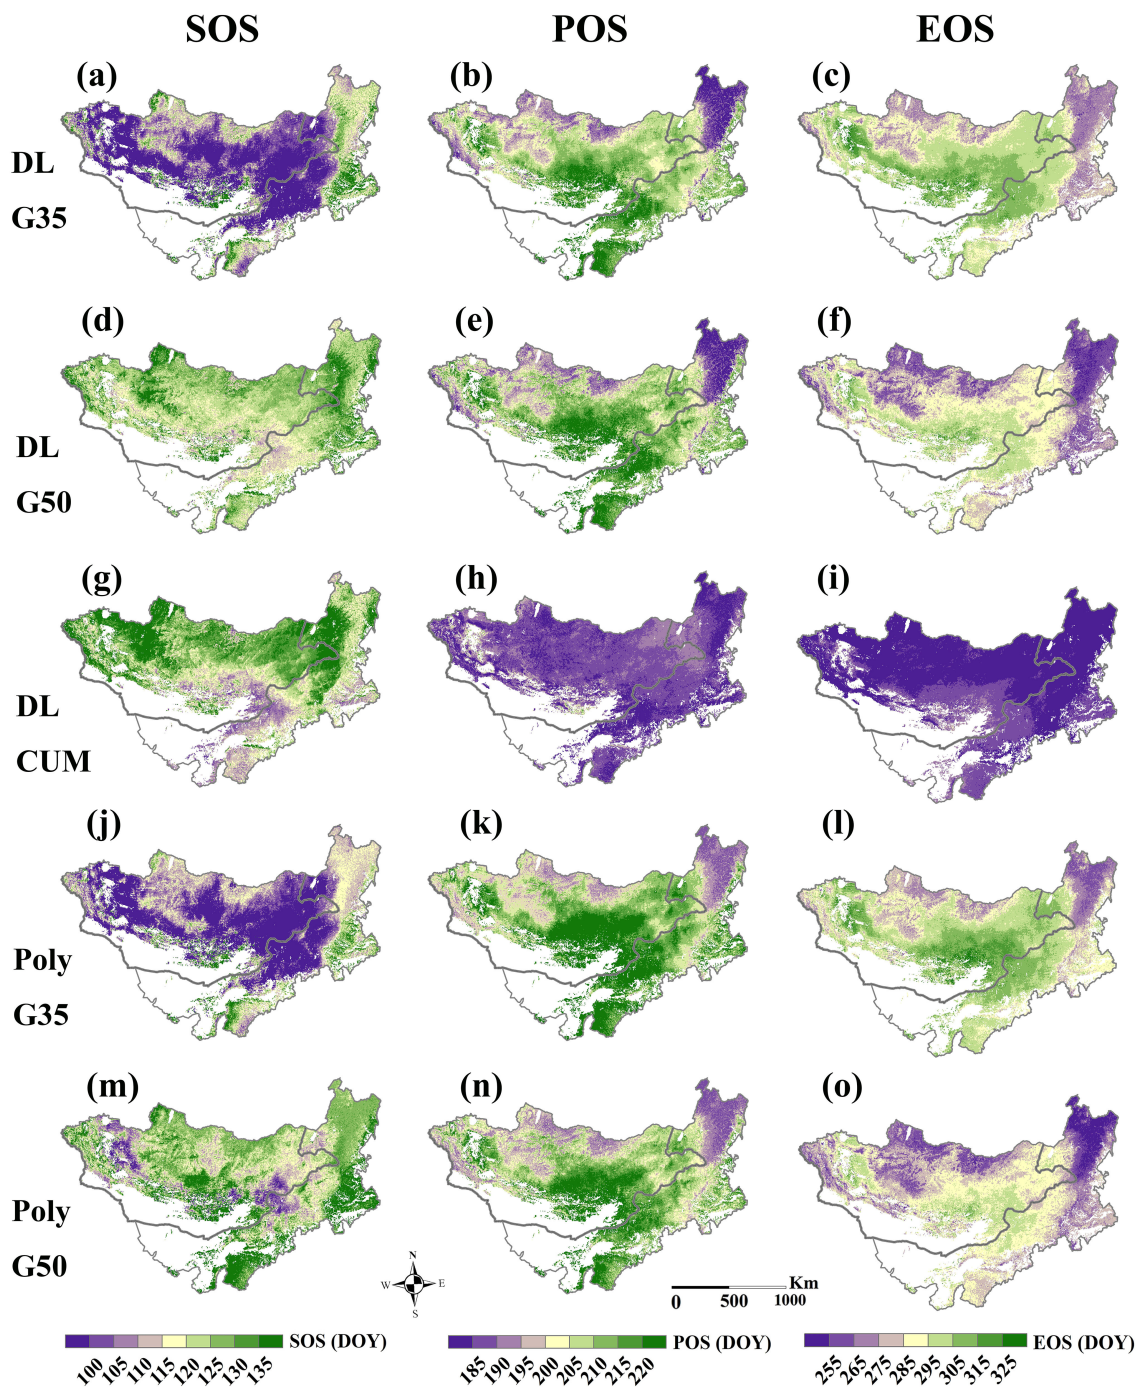 SOS POS EOS
(a) (b) (c)
DL
G35
(d) (e) (f)
DL
G50
(g) (h) (i)
DL
CUM
(j) (k) (l)
Poly
G35
(m) (n) (o)
Poly
G50
N
W E
S
Km
0 500 1000
SOS (DOY)
100 105 110 115 120 125 130 135
POS (DOY)
185 190 195 200 205 210 215 220
EOS (DOY)
255 265 275 285 295 305 315 325